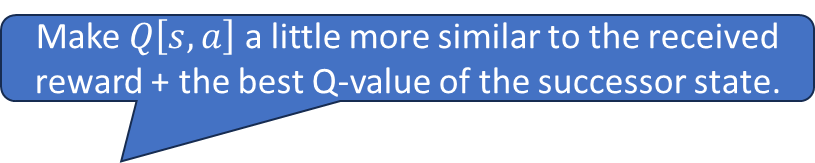 Make Q[s, a] a little more similar to the received
reward + the best Q-value of the successor state.